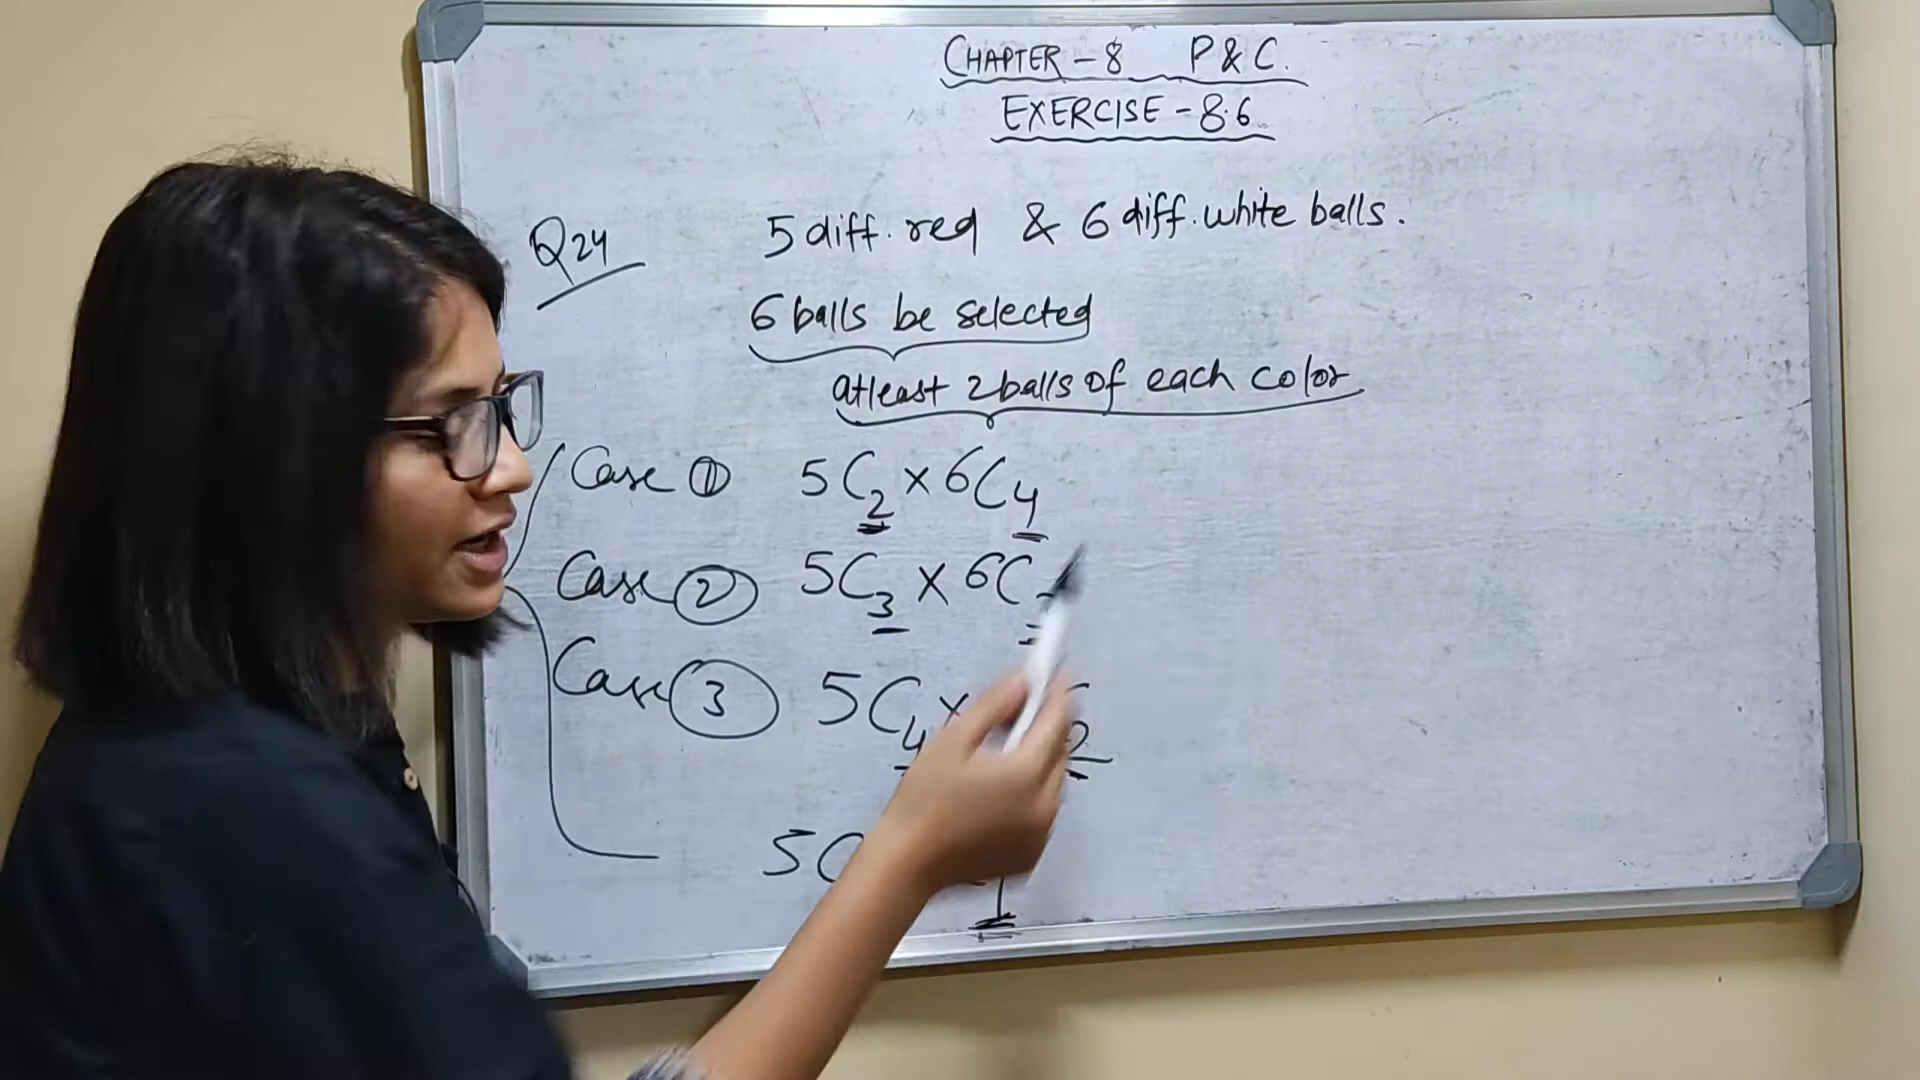 CHAPTER - 8 P & C.
EXERCISE - 8.6
Q24 5 diff. red & 6 diff. white balls.
6 balls be selected
atleast 2 balls of each color
Case ① 5C2 × 6C4
Case ② 5C3 × 6C
Case ③ 5C4 × 2
5C